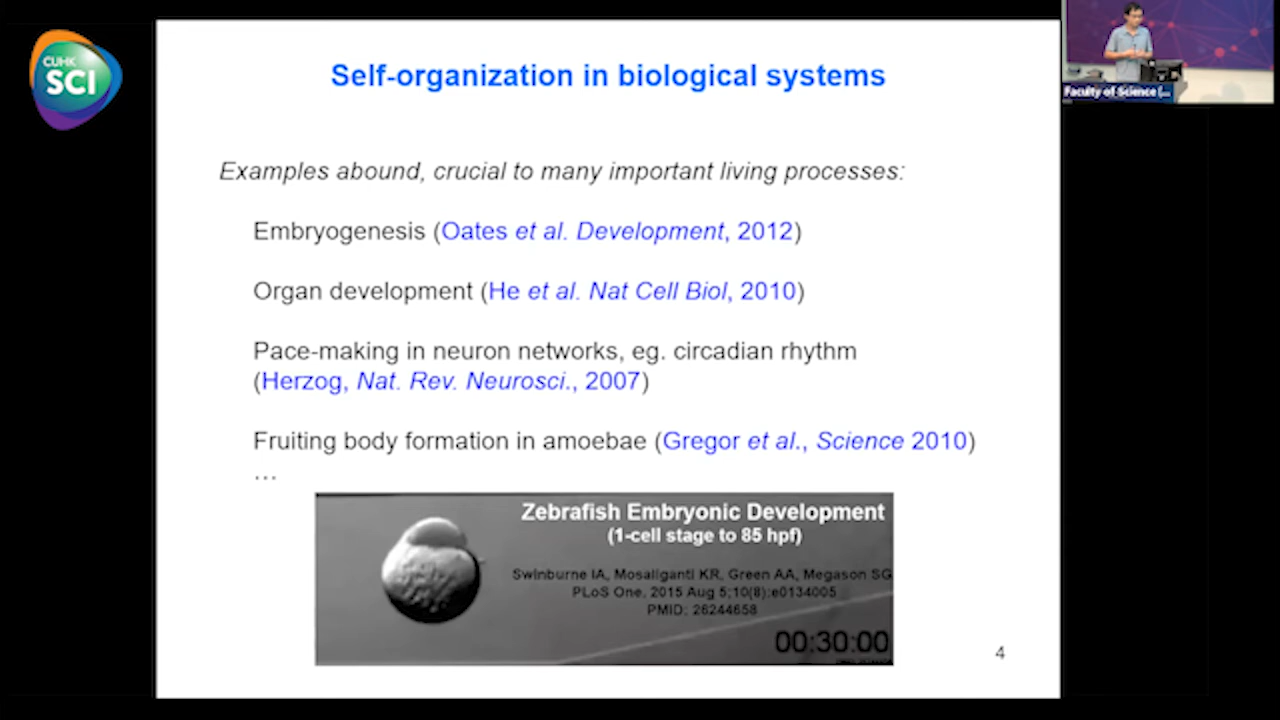 CUHK
SCI
Faculty of Science (...
Self-organization in biological systems
Examples abound, crucial to many important living processes:
Embryogenesis (Oates et al. Development, 2012)
Organ development (He et al. Nat Cell Biol, 2010)
Pace-making in neuron networks, eg. circadian rhythm
(Herzog, Nat. Rev. Neurosci., 2007)
Fruiting body formation in amoebae (Gregor et al., Science 2010)
…
Zebrafish Embryonic Development
(1-cell stage to 85 hpf)
Swinburne IA, Mosaliganti KR, Green AA, Megason SG
PLoS One. 2015 Aug 5;10(8):e0134005
PMID: 26244658
00:30:00
4